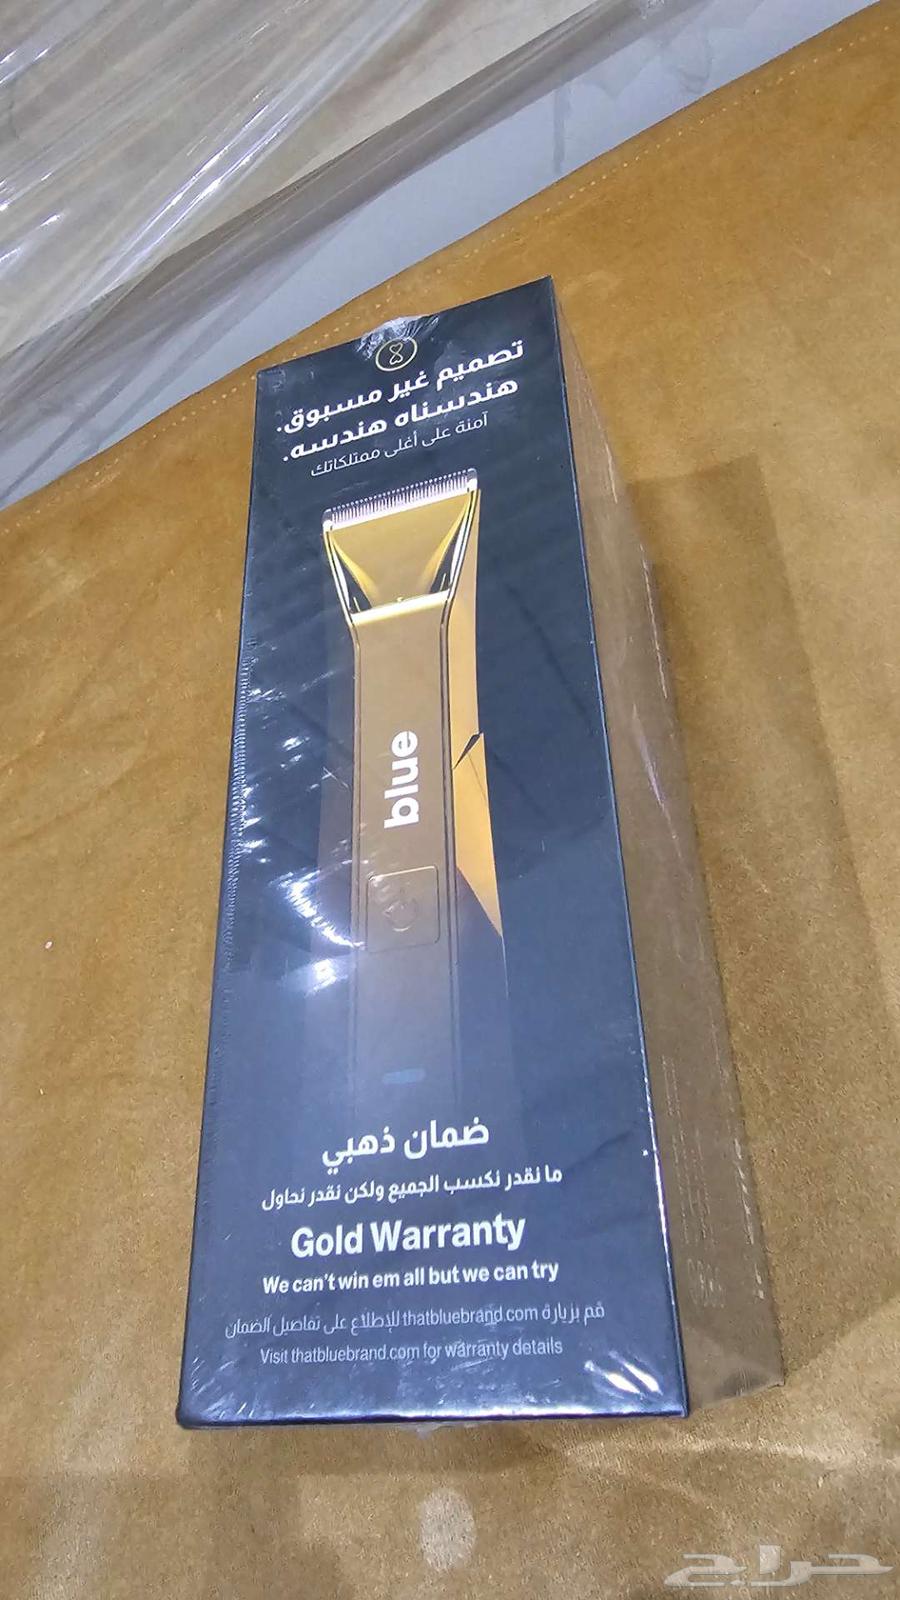 تصميم غير مسبوق.
هندسناه هندسه.
آمنة على أغلى ممتلكاتك
blue
ضمان ذهبي
ما نقدر نكسب الجميع ولكن نقدر نحاول
Gold Warranty
We can't win em all but we can try
قم بزيارة thatbluebrand.com للإطلاع على تفاصيل الضمان
Visit thatbluebrand.com for warranty details
حراج